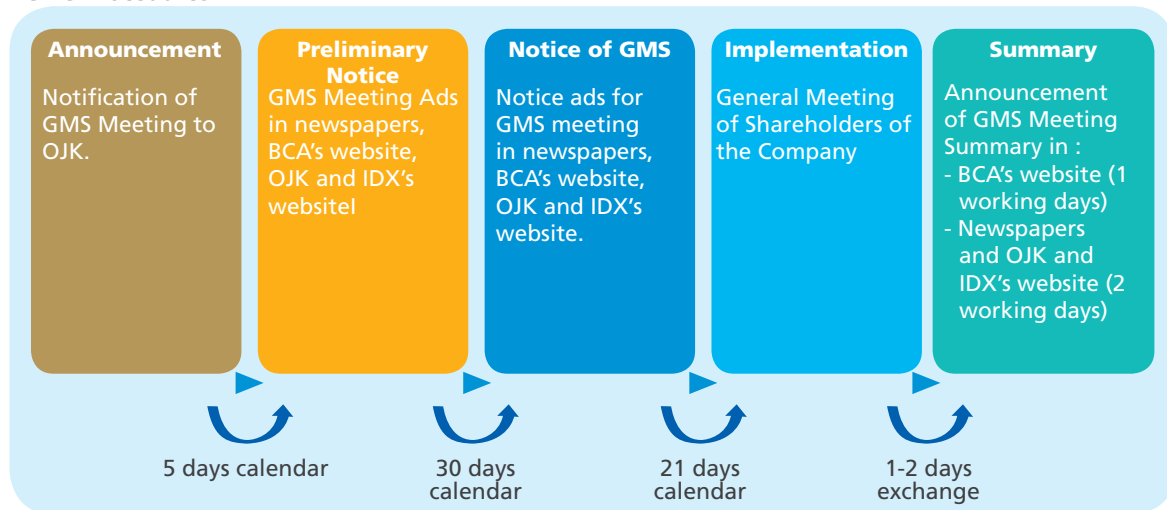 Announcement
Notification of
GMS Meeting to
OJK.
Preliminary
Notice
GMS Meeting Ads
in newspapers,
BCA's website,
OJK and IDX's
websitel
Notice of GMS
Notice ads for
GMS meeting
in newspapers,
BCA's website,
OJK and IDX's
website.
Implementation
General Meeting
of Shareholders of
the Company
Summary
Announcement
of GMS Meeting
Summary in :
- BCA's website (1
working days)
- Newspapers
and OJK and
IDX's website (2
working days)
5 days calendar
30 days
calendar
21 days
calendar
1-2 days
exchange